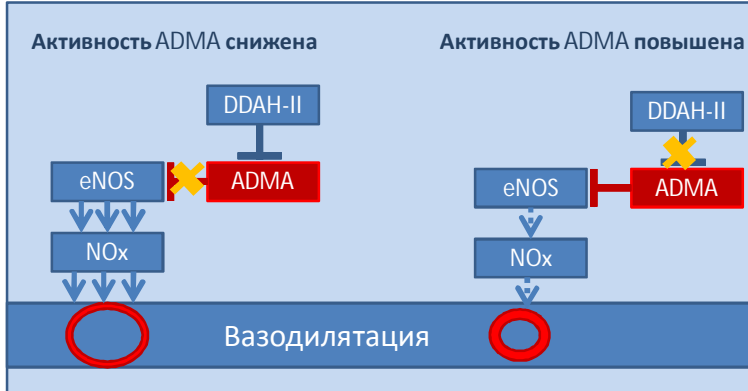 Активность ADMA снижена
Активность ADMA повышена
DDAH-II
DDAH-II
eNOS
ADMA
eNOS
ADMA
NOx
NOx
Вазодилятация